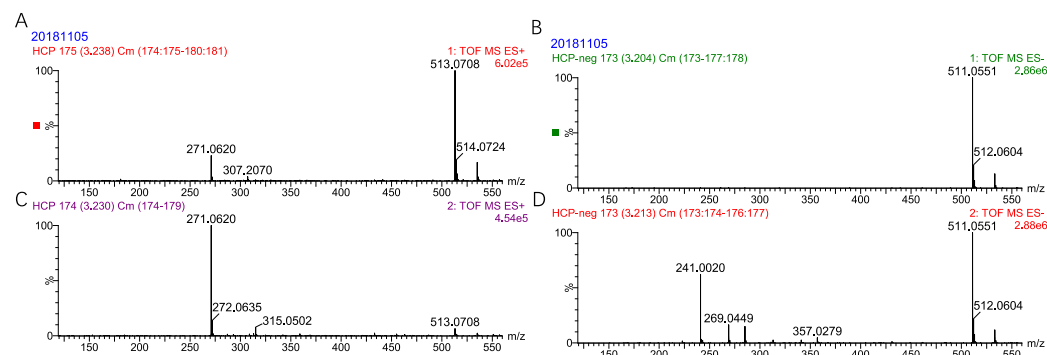 A
20181105
HCP 175 (3.238) Cm (174:175-180:181)
1: TOF MS ES+
6.02e5
100
%
0
513.0708
271.0620
514.0724
307.2070
150 200 250 300 350 400 450 500 550 m/z
B
20181105
HCP-neg 173 (3.204) Cm (173-177:178)
1: TOF MS ES-
2.86e6
100
%
0
511.0551
512.0604
150 200 250 300 350 400 450 500 550 m/z
C
HCP 174 (3.230) Cm (174-179)
2: TOF MS ES+
4.54e5
100
%
0
271.0620
272.0635
315.0502
513.0708
150 200 250 300 350 400 450 500 550 m/z
D
HCP-neg 173 (3.213) Cm (173:174-176:177)
2: TOF MS ES-
2.88e6
100
%
0
511.0551
241.0020
512.0604
269.0449
357.0279
150 200 250 300 350 400 450 500 550 m/z